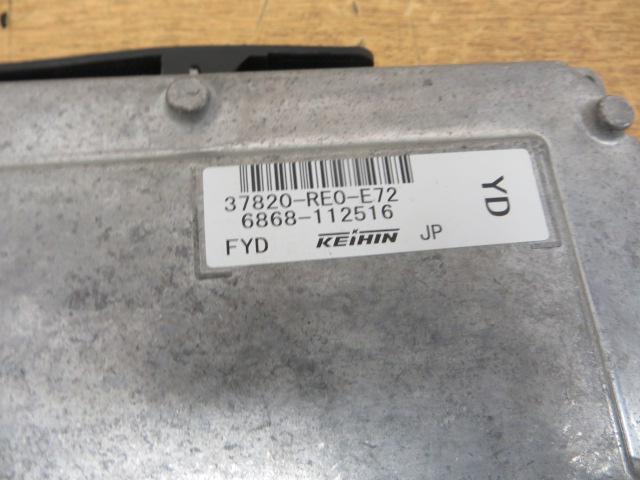 37820-RE0-E72
6868-112516
FYD KEIHIN JP
YD